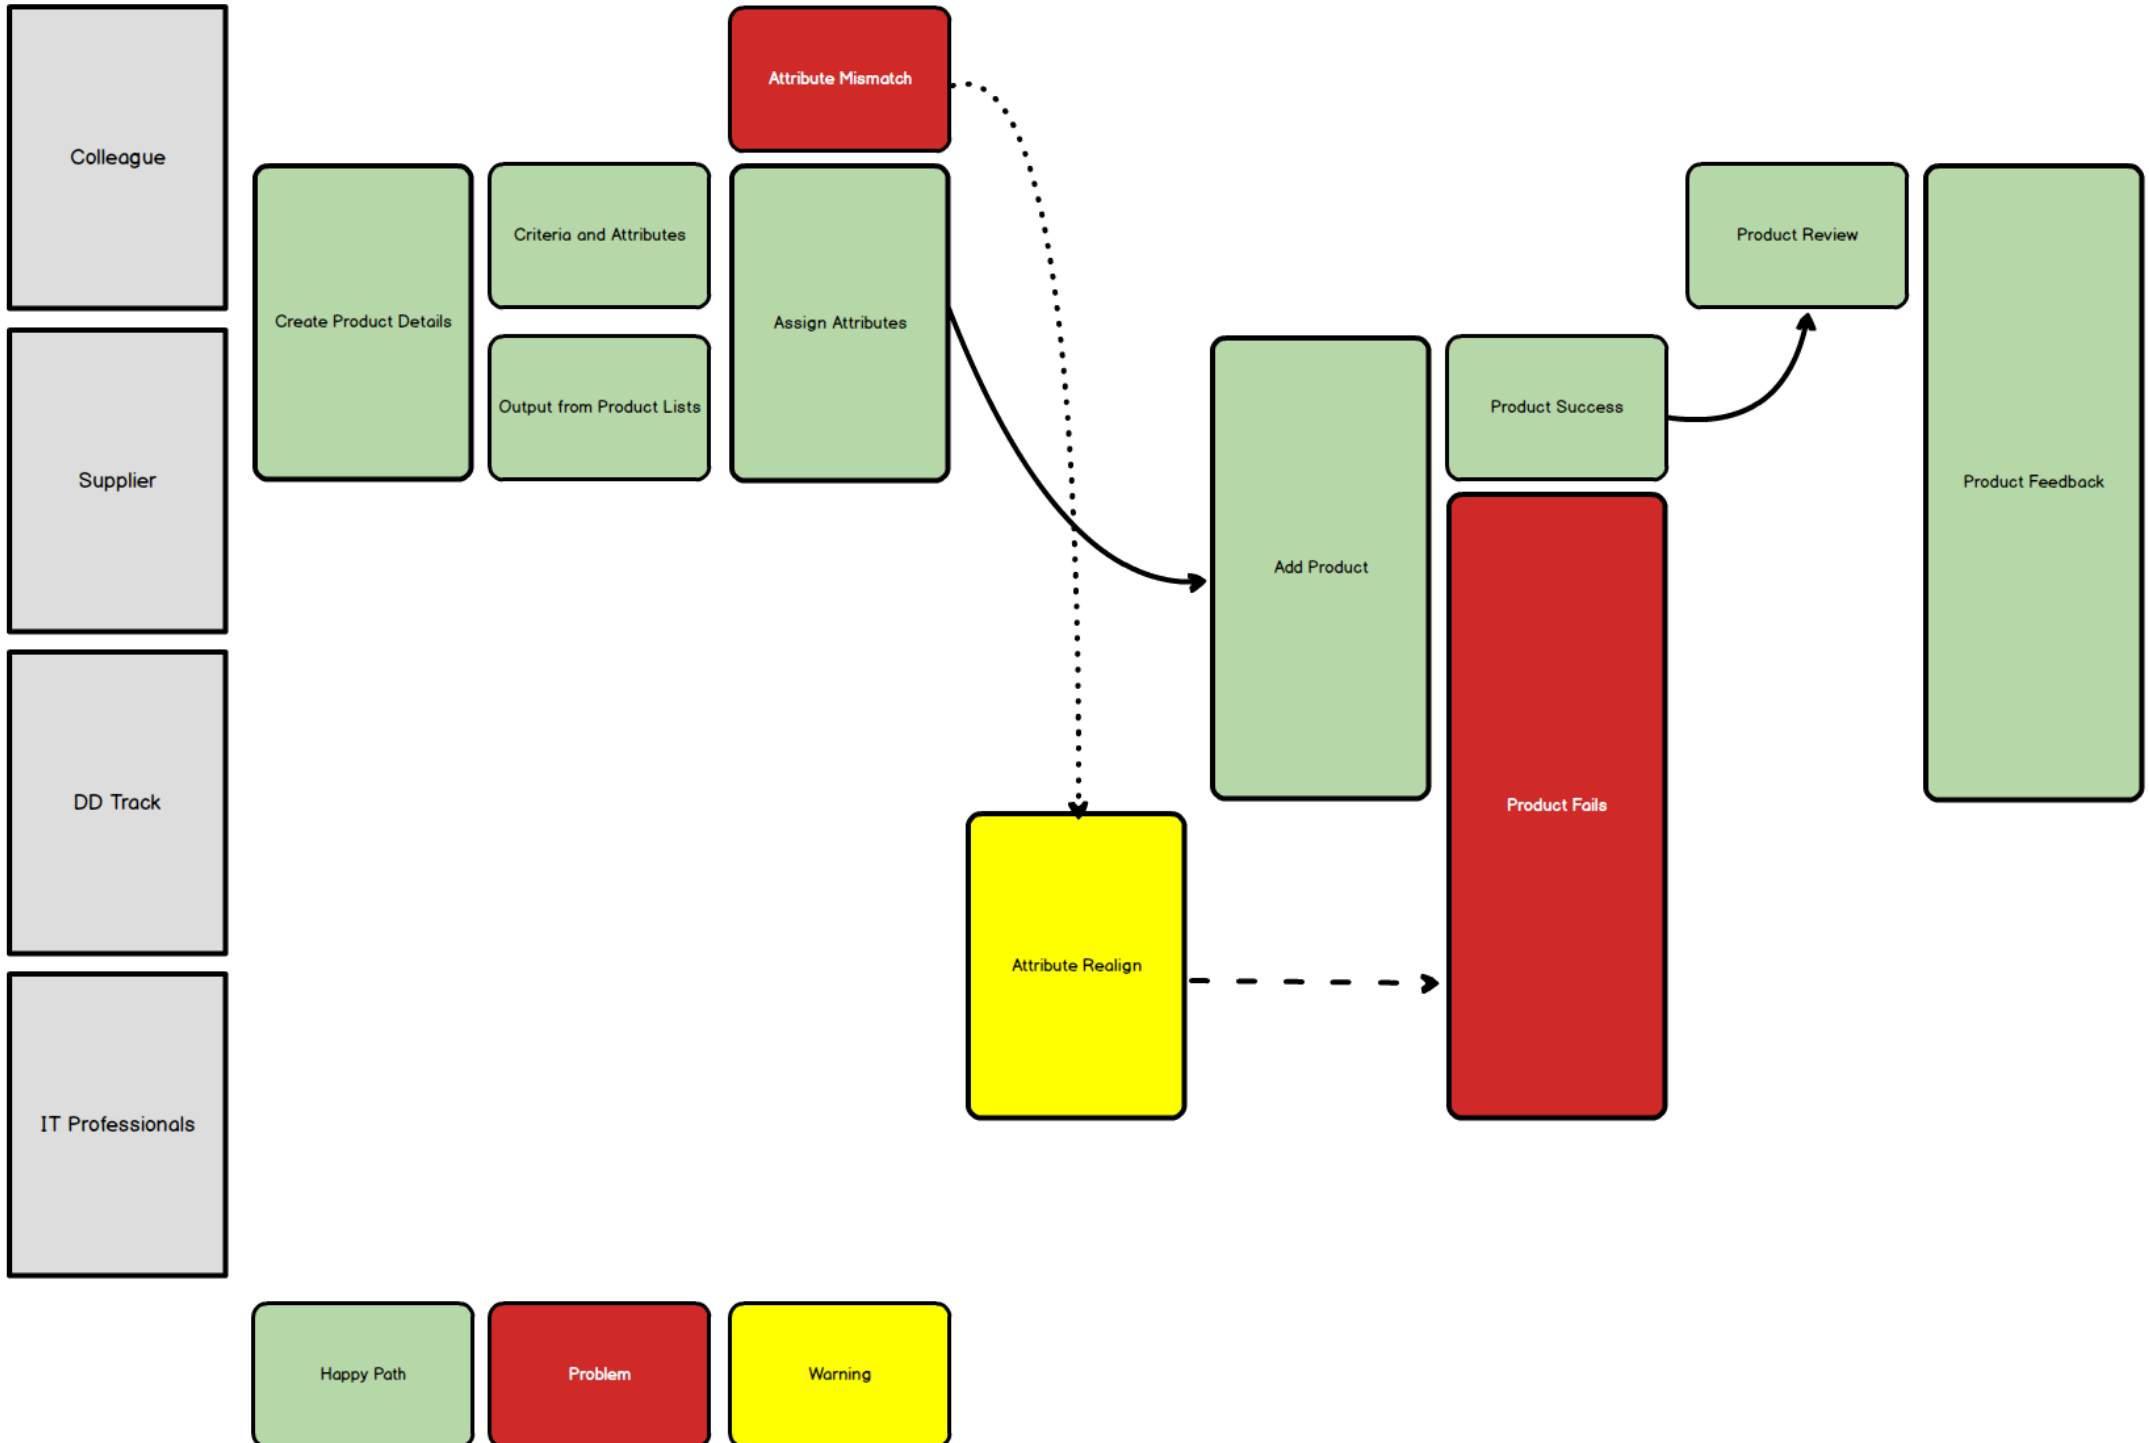 Colleague
Attribute Mismatch
Criteria and Attributes
Product Review
Create Product Details
Assign Attributes
Output from Product Lists
Product Success
Supplier
Product Feedback
Add Product
DD Track
Product Fails
Attribute Realign
IT Professionals
Happy Path
Problem
Warning